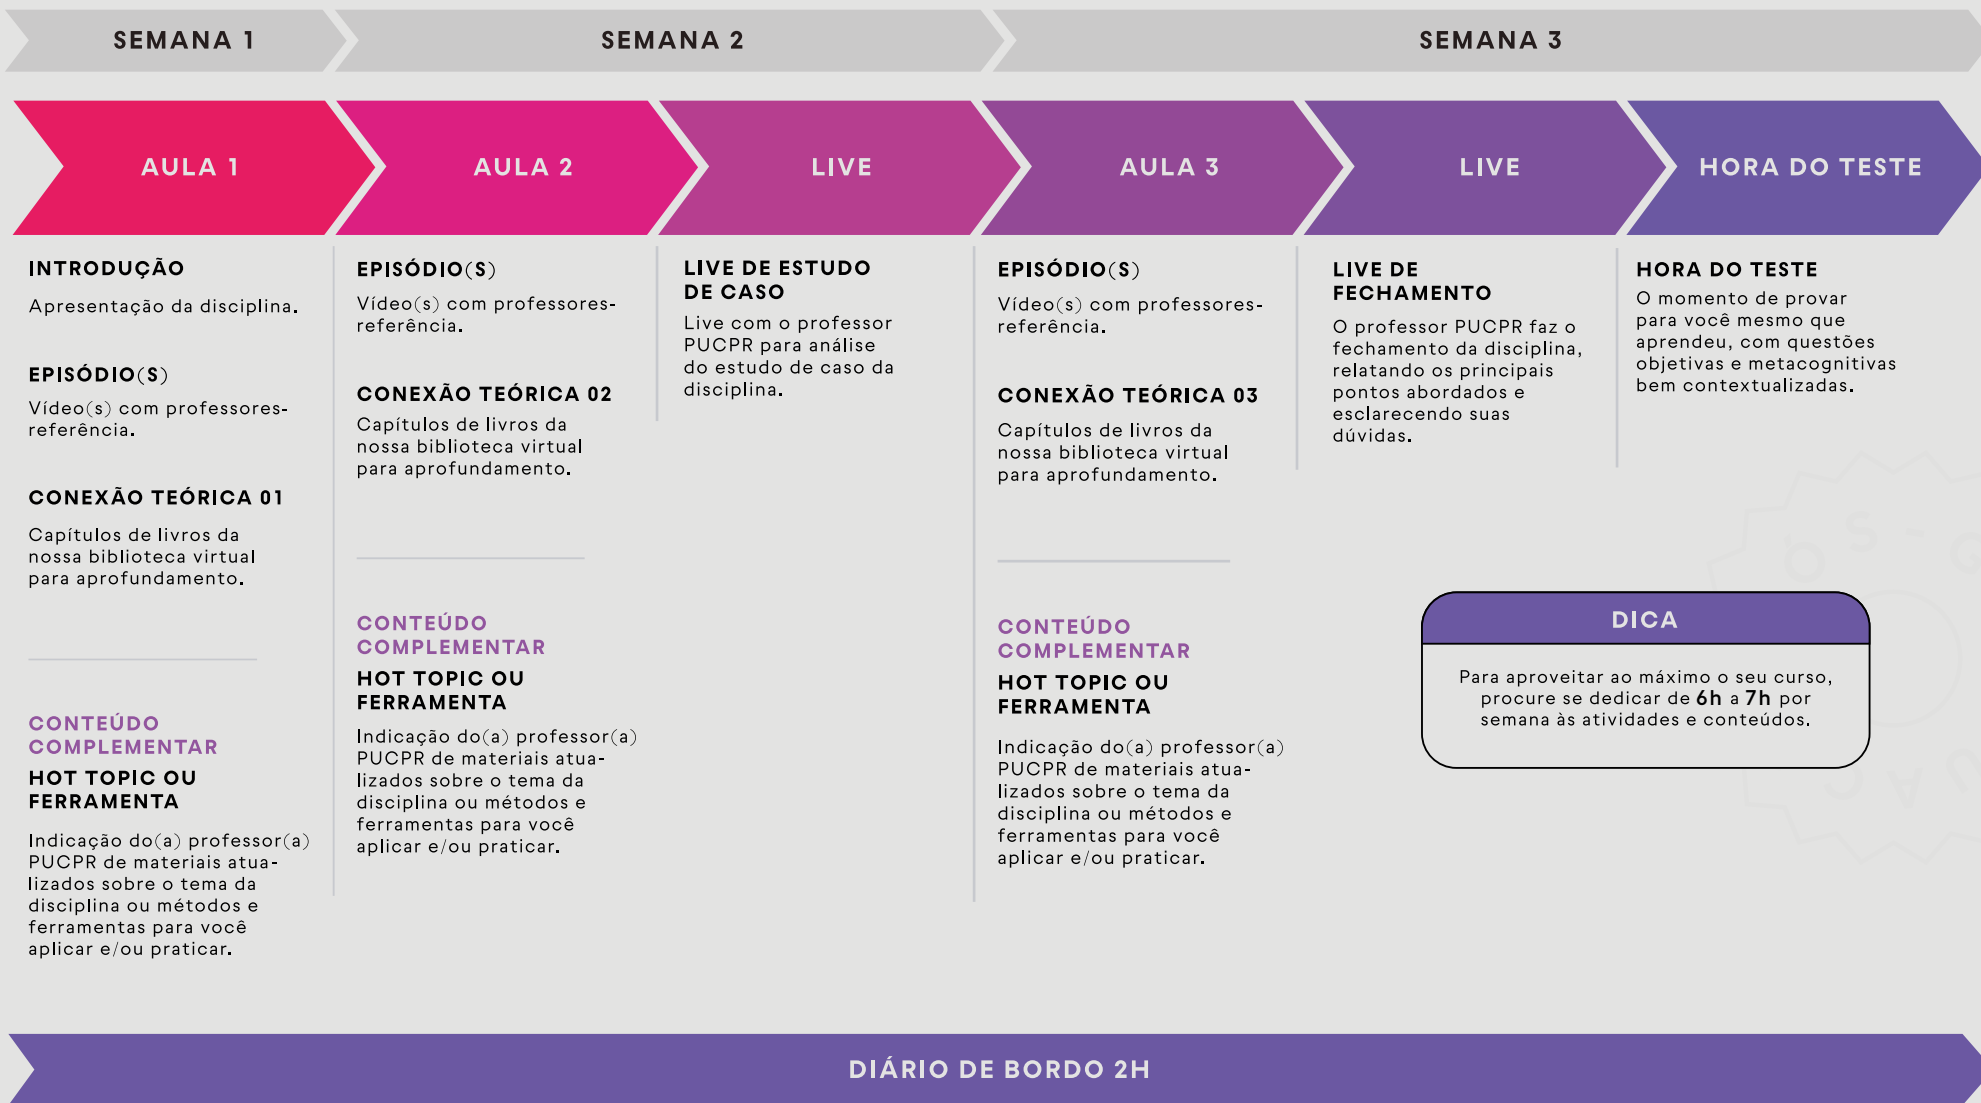 SEMANA 1
SEMANA 2
SEMANA 3
AULA 1
AULA 2
LIVE
AULA 3
LIVE
HORA DO TESTE
INTRODUÇÃO
Apresentação da disciplina.
EPISÓDIO(S)
Vídeo(s) com professores-
referência.
CONEXÃO TEÓRICA 01
Capítulos de livros da
nossa biblioteca virtual
para aprofundamento.
CONTEÚDO
COMPLEMENTAR
HOT TOPIC OU
FERRAMENTA
Indicação do(a) professor(a)
PUCPR de materiais atua-
lizados sobre o tema da
disciplina ou métodos e
ferramentas para você
aplicar e/ou praticar.
EPISÓDIO(S)
Vídeo(s) com professores-
referência.
CONEXÃO TEÓRICA 02
Capítulos de livros da
nossa biblioteca virtual
para aprofundamento.
CONTEÚDO
COMPLEMENTAR
HOT TOPIC OU
FERRAMENTA
Indicação do(a) professor(a)
PUCPR de materiais atua-
lizados sobre o tema da
disciplina ou métodos e
ferramentas para você
aplicar e/ou praticar.
LIVE DE ESTUDO
DE CASO
Live com o professor
PUCPR para análise
do estudo de caso da
disciplina.
EPISÓDIO(S)
Vídeo(s) com professores-
referência.
CONEXÃO TEÓRICA 03
Capítulos de livros da
nossa biblioteca virtual
para aprofundamento.
CONTEÚDO
COMPLEMENTAR
HOT TOPIC OU
FERRAMENTA
Indicação do(a) professor(a)
PUCPR de materiais atua-
lizados sobre o tema da
disciplina ou métodos e
ferramentas para você
aplicar e/ou praticar.
LIVE DE
FECHAMENTO
O professor PUCPR faz o
fechamento da disciplina,
relatando os principais
pontos abordados e
esclarecendo suas
dúvidas.
HORA DO TESTE
O momento de provar
para você mesmo que
aprendeu, com questões
objetivas e metacognitivas
bem contextualizadas.
DICA
Para aproveitar ao máximo o seu curso,
procure se dedicar de 6h a 7h por
semana às atividades e conteúdos.
DIÁRIO DE BORDO 2H